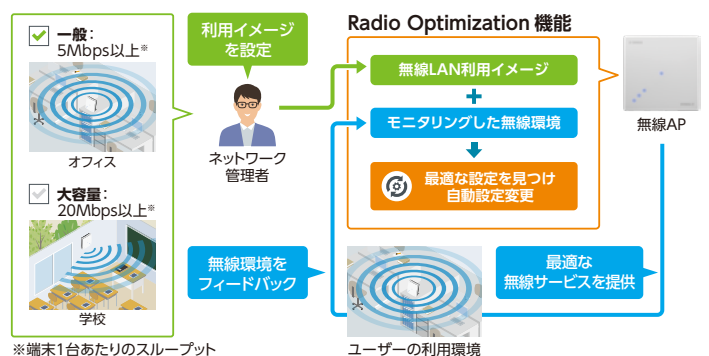 一般：
5Mbps以上※
オフィス
大容量：
20Mbps以上※
学校
※端末1台あたりのスループット
利用イメージ
を設定
ネットワーク
管理者
無線環境を
フィードバック
Radio Optimization 機能
無線LAN利用イメージ
+
モニタリングした無線環境
最適な設定を見つけ
自動設定変更
無線AP
最適な
無線サービスを提供
ユーザーの利用環境